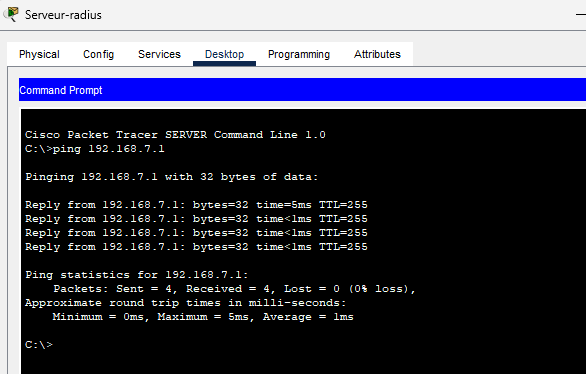 Serveur-radius
Physical Config Services Desktop Programming Attributes
Command Prompt
Cisco Packet Tracer SERVER Command Line 1.0
C:\>ping 192.168.7.1
Pinging 192.168.7.1 with 32 bytes of data:
Reply from 192.168.7.1: bytes=32 time=5ms TTL=255
Reply from 192.168.7.1: bytes=32 time<1ms TTL=255
Reply from 192.168.7.1: bytes=32 time<1ms TTL=255
Reply from 192.168.7.1: bytes=32 time<1ms TTL=255
Ping statistics for 192.168.7.1:
Packets: Sent = 4, Received = 4, Lost = 0 (0% loss),
Approximate round trip times in milli-seconds:
Minimum = 0ms, Maximum = 5ms, Average = 1ms
C:\>